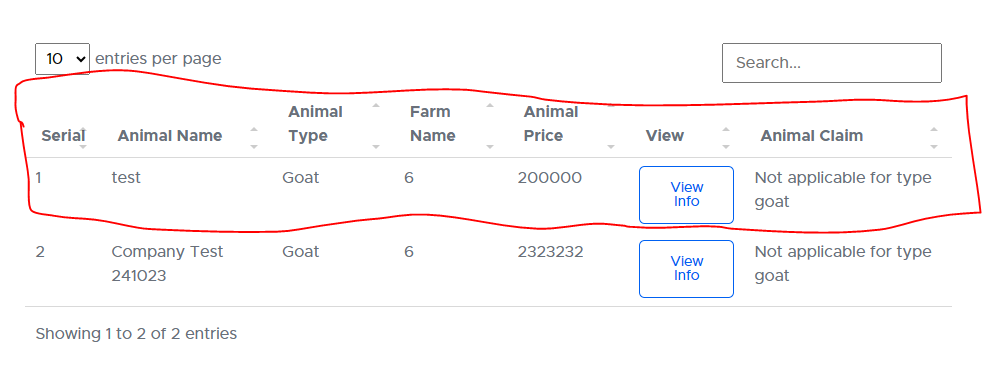 10 entries per page
Search...
Serial Animal Name Animal Type Farm Name Animal Price View Animal Claim
1 test Goat 6 200000 View Info Not applicable for type goat
2 Company Test 241023 Goat 6 2323232 View Info Not applicable for type goat
Showing 1 to 2 of 2 entries